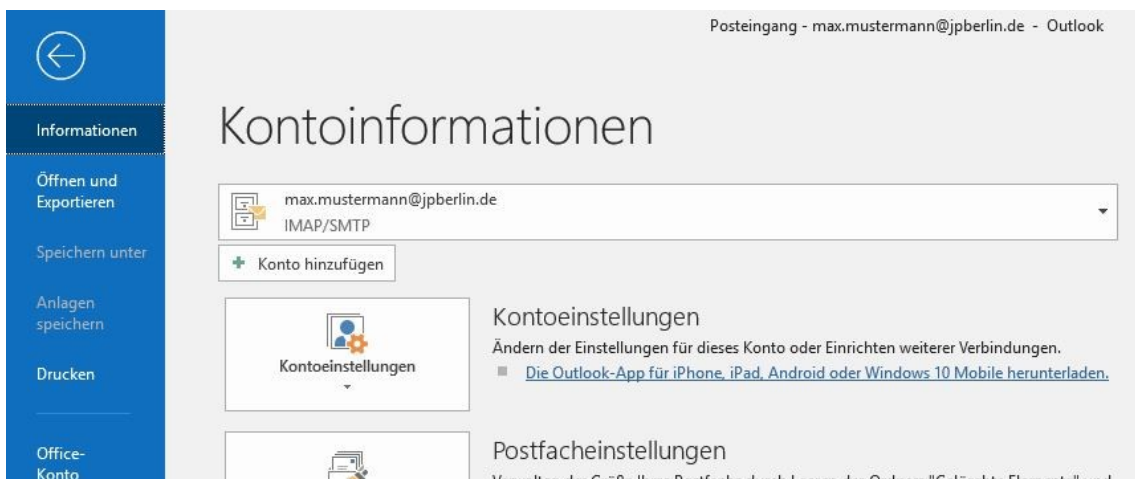 Posteingang - max.mustermann@jpberlin.de - Outlook
Informationen
Öffnen und
Exportieren
Speichern unter
Anlagen
speichern
Drucken
Office-
Konto
Kontoinformationen
max.mustermann@jpberlin.de
IMAP/SMTP
Konto hinzufügen
Kontoeinstellungen
Kontoeinstellungen
Ändern der Einstellungen für dieses Konto oder Einrichten weiterer Verbindungen.
Die Outlook-App für iPhone, iPad, Android oder Windows 10 Mobile herunterladen.
Postfacheinstellungen